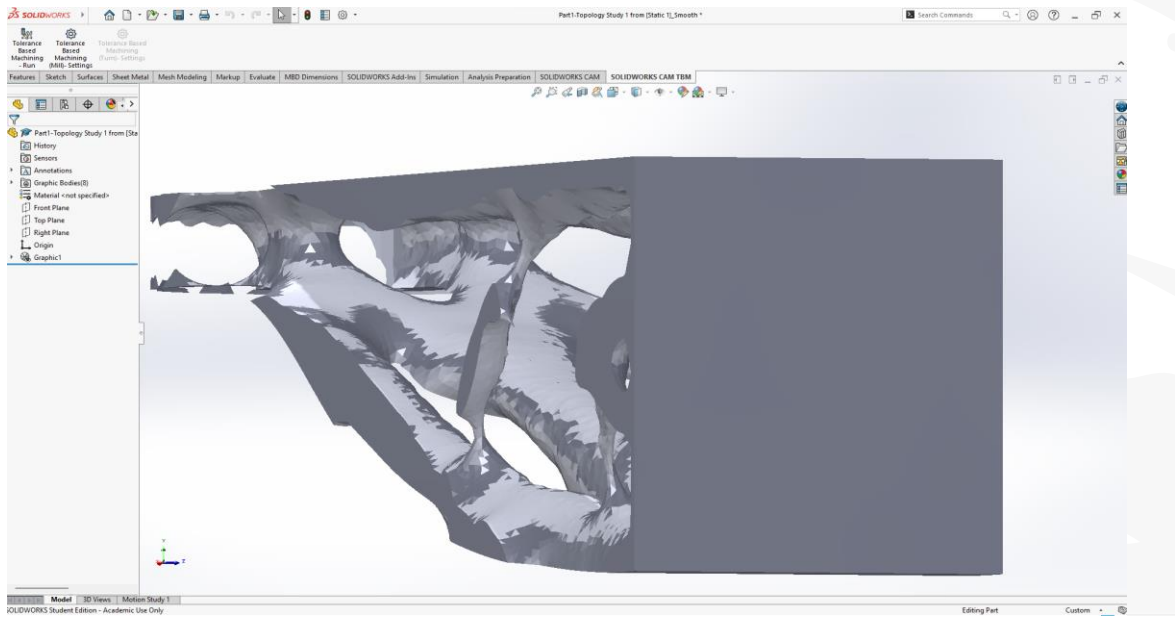 SOLIDWORKS
Part1-Topology Study 1 from [Static 1]_Smooth *
Search Commands
Tolerance Based Machining - Run
Tolerance Based Machining (Mill)- Settings
Tolerance Based Machining (Turn)- Settings
Features Sketch Surfaces Sheet Metal Mesh Modeling Markup Evaluate MBD Dimensions SOLIDWORKS Add-Ins Simulation Analysis Preparation SOLIDWORKS CAM SOLIDWORKS CAM TBM
Part1-Topology Study 1 from [Sta
History
Sensors
Annotations
Graphic Bodies(8)
Material <not specified>
Front Plane
Top Plane
Right Plane
Origin
Graphic1
Y
Z
Model 3D Views Motion Study 1
SOLIDWORKS Student Edition - Academic Use Only
Editing Part
Custom